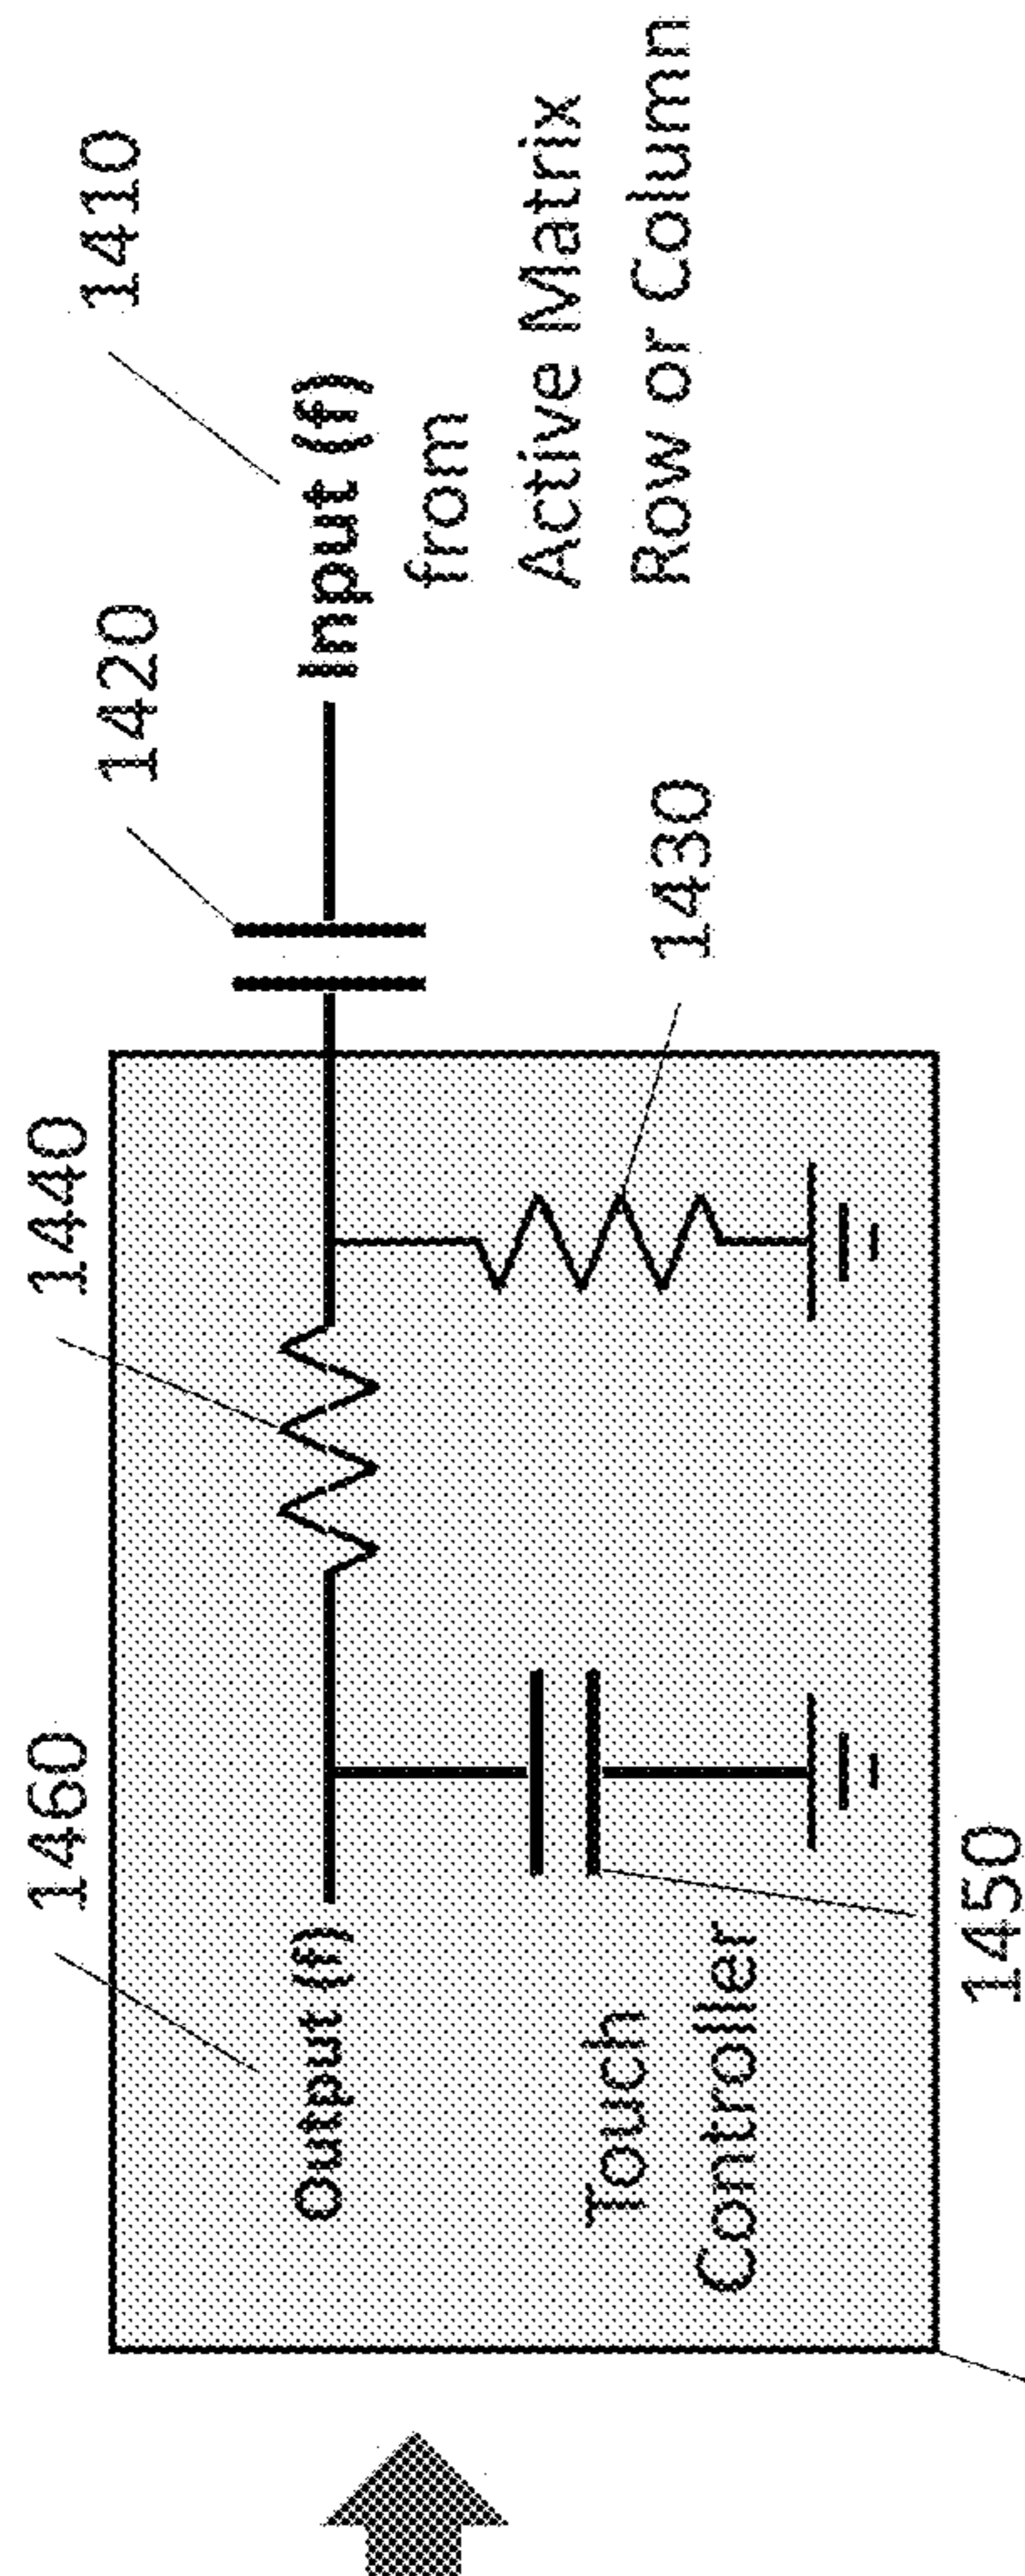 1460
1440
1420
1410
Output (f)
Input (f)
from
Active Matrix
Row or Column
Touch
Controller
1430
1450